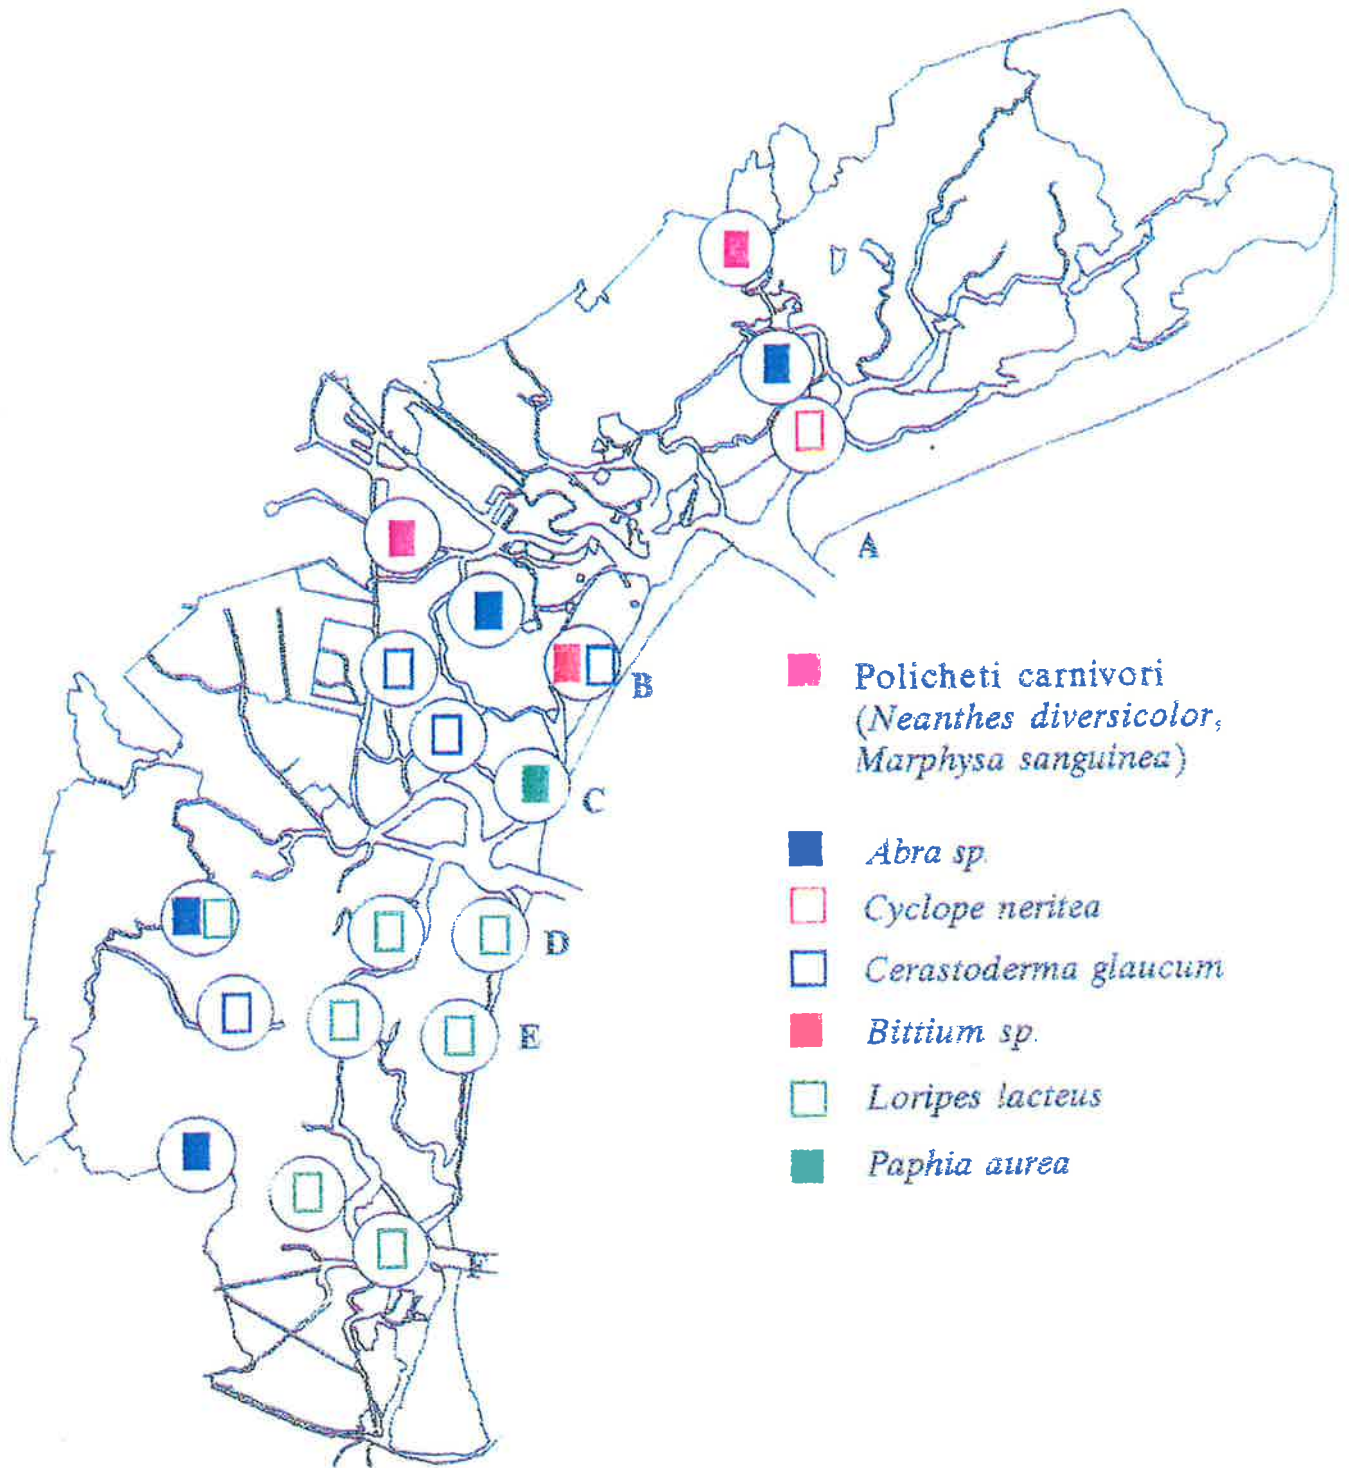 A
B
C
D
E
F
Policheti carnivori
(Neanthes diversicolor,
Marphysa sanguinea)
Abra sp.
Cyclope neritea
Cerastoderma glaucum
Bittium sp.
Loripes lacteus
Paphia aurea